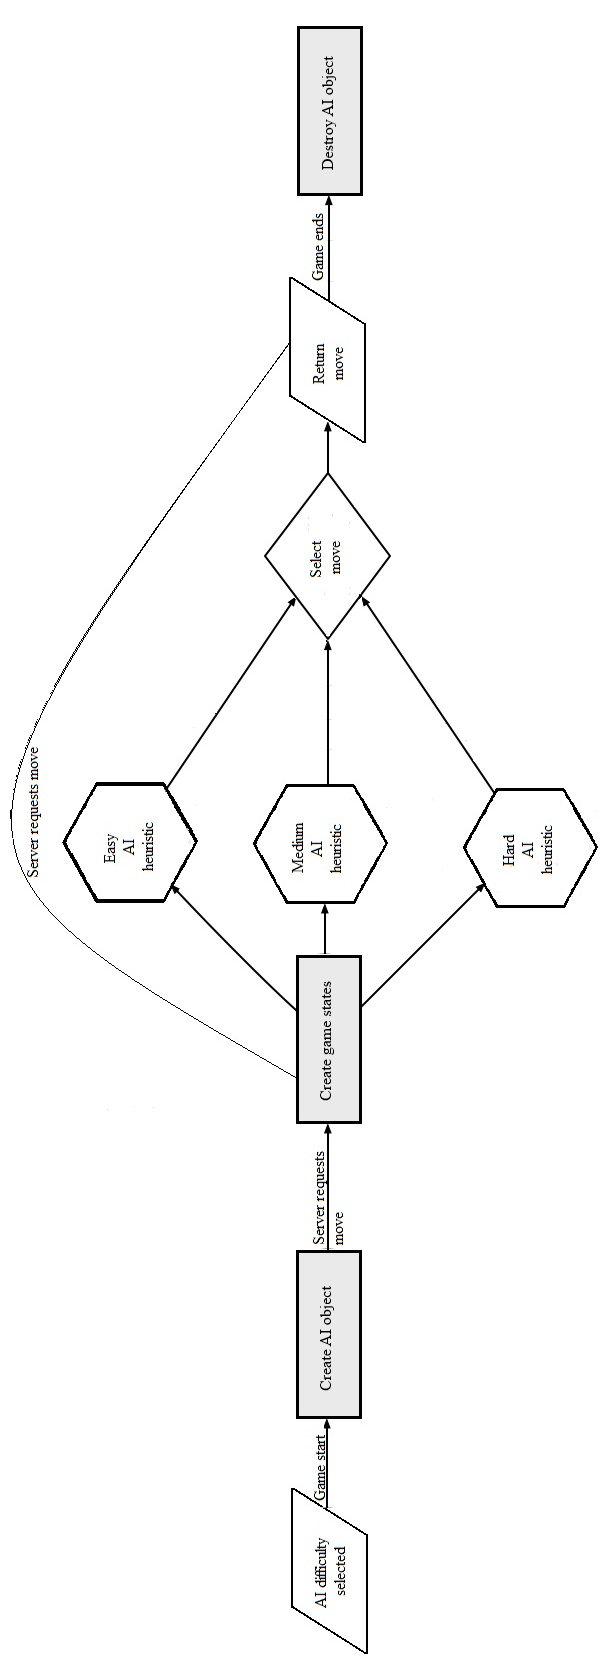 AI difficulty
selected
Game start
Create AI object
Server requests
move
Create game states
Server requests move
Easy
AI
heuristic
Medium
AI
heuristic
Hard
AI
heuristic
Select
move
Return
move
Game ends
Destroy AI object